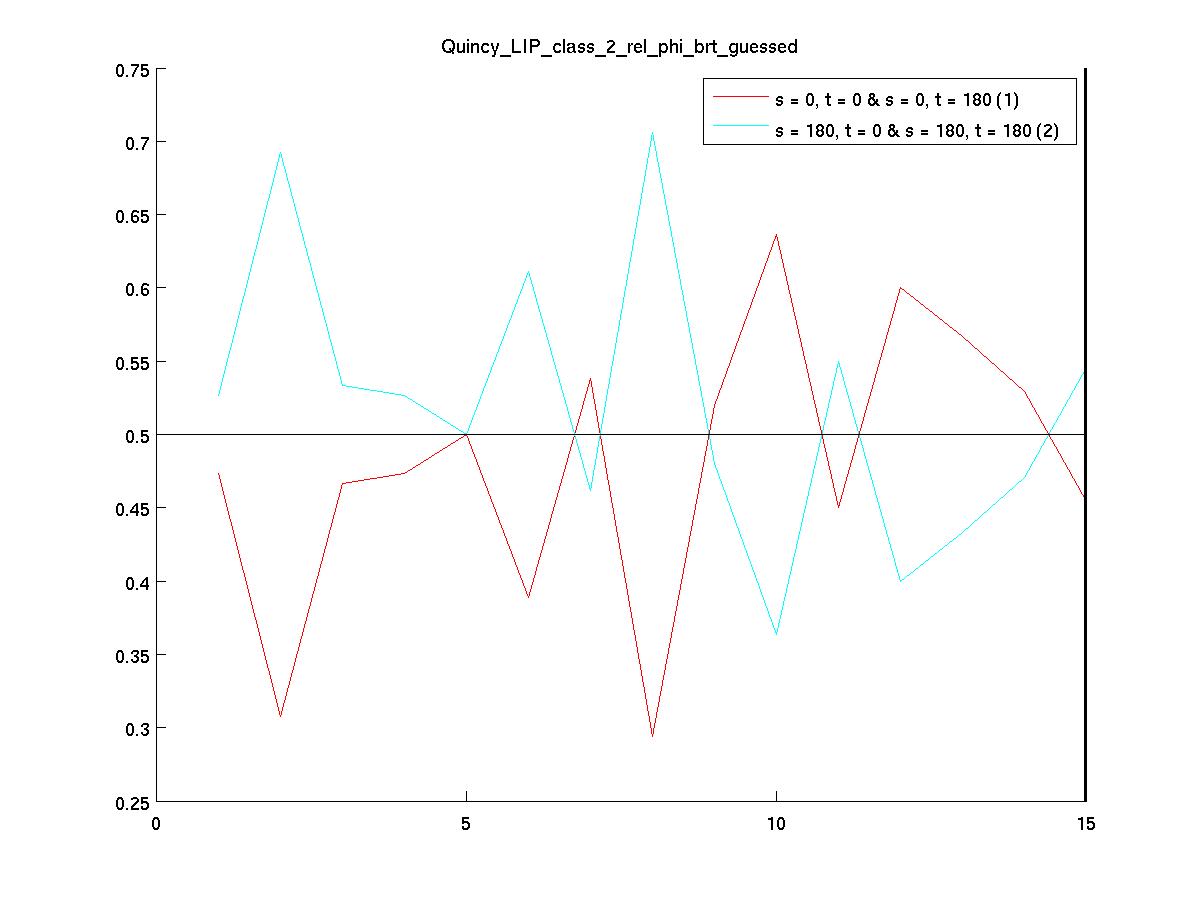 Quincy_LIP_class_2_rel_phi_brt_guessed
s = 0, t = 0 & s = 0, t = 180 (1)
s = 180, t = 0 & s = 180, t = 180 (2)
0.75
0.7
0.65
0.6
0.55
0.5
0.45
0.4
0.35
0.3
0.25
0 5 10 15